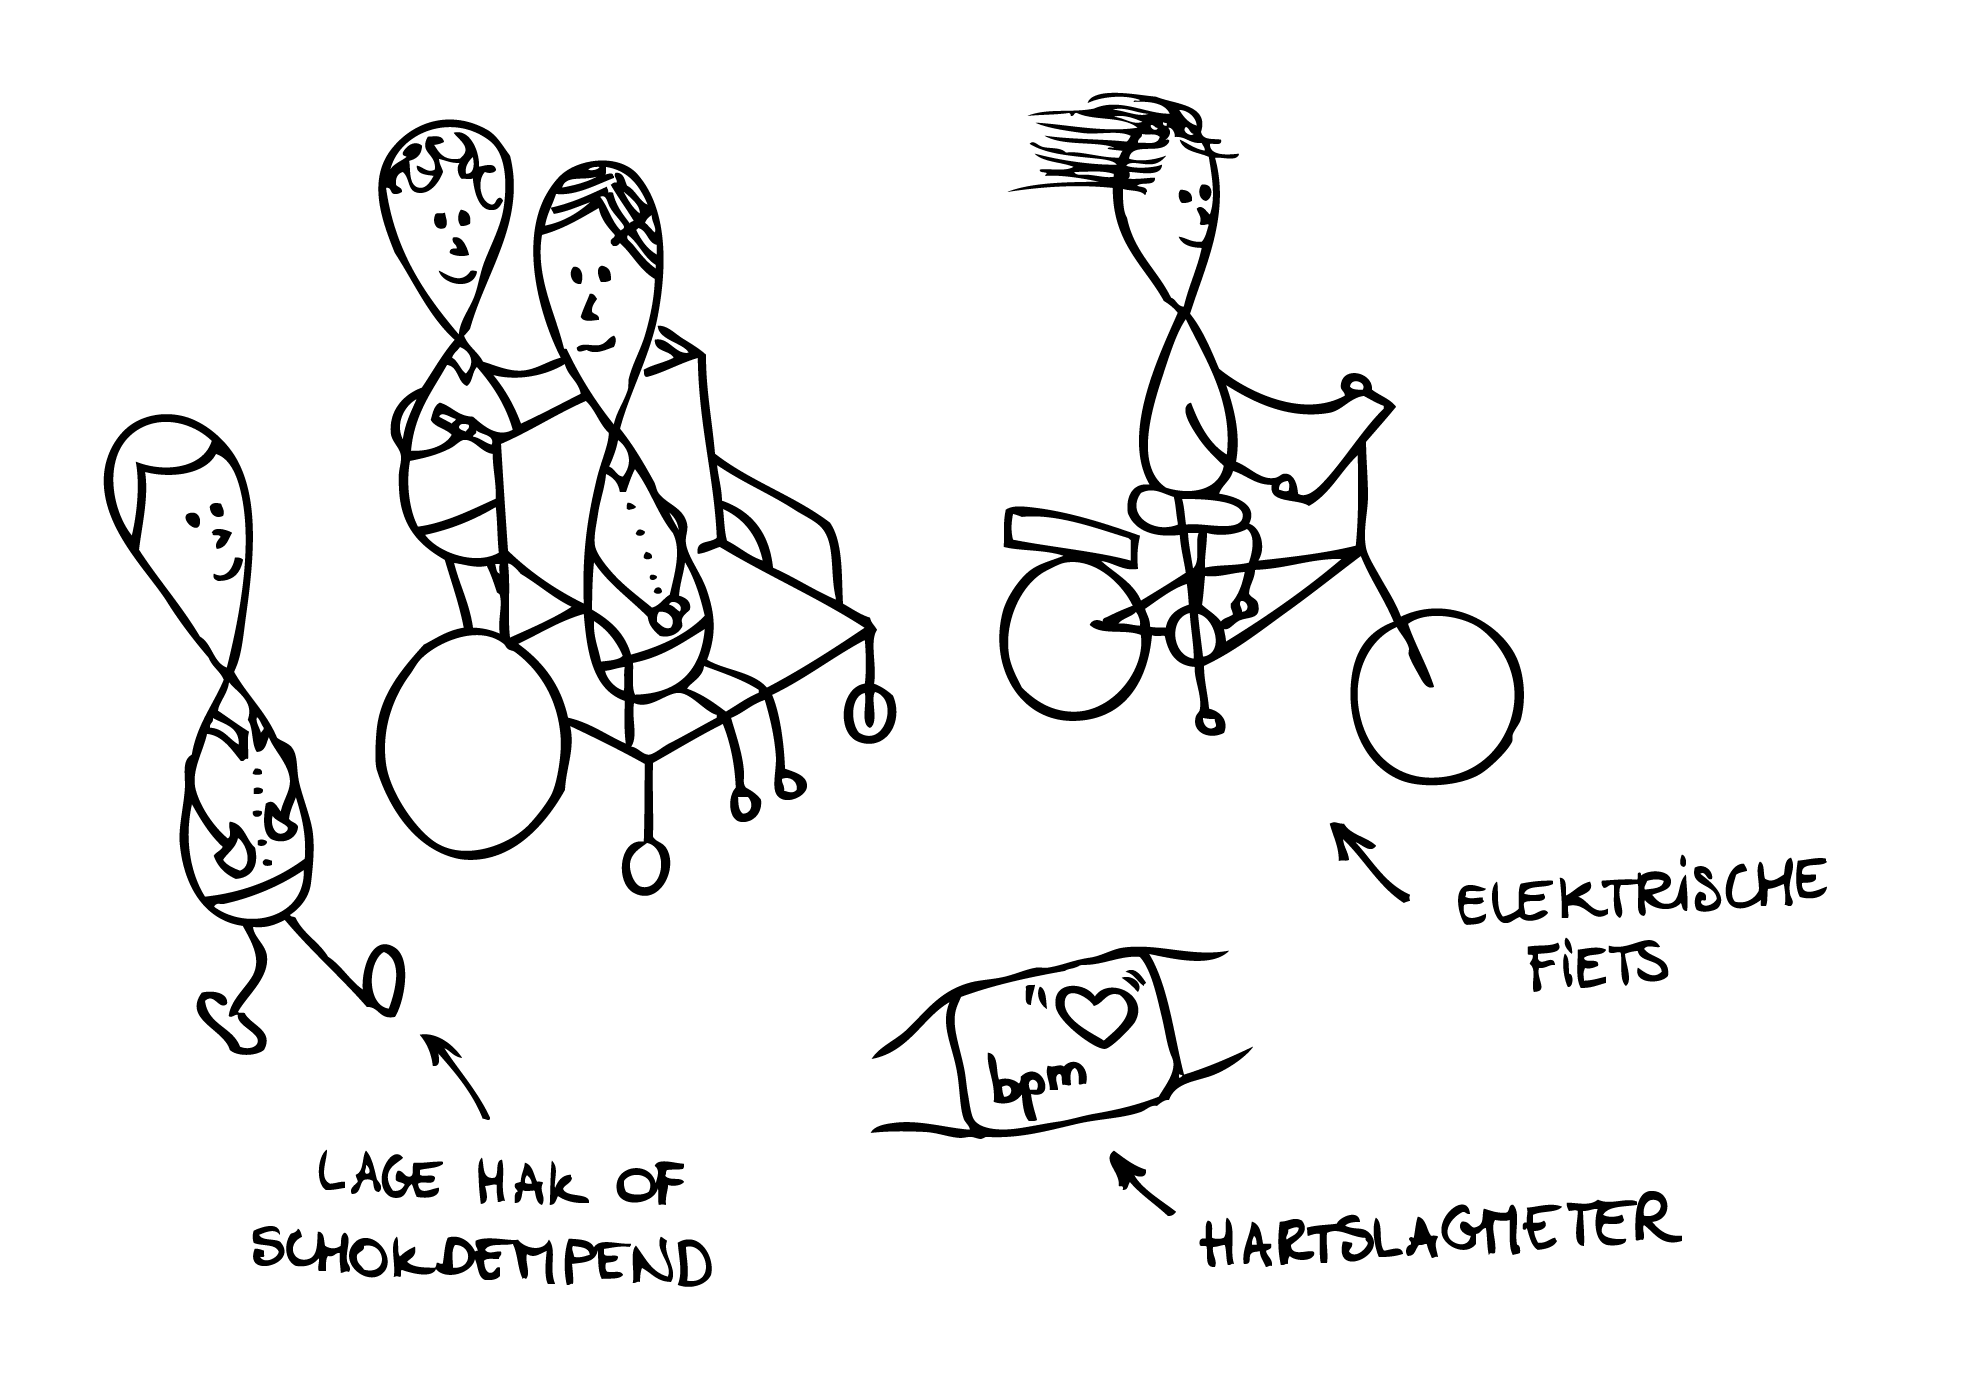 ELEKTRISCHE
FIETS
bpm
LAGE HAK OF
SCHOKDEMPEND
HARTSLAGMETER